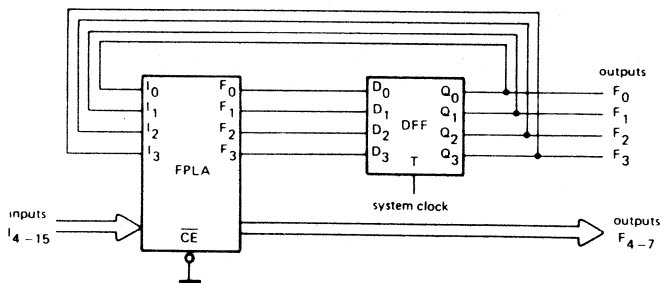 outputs
I0 F0 D0 Q0 F0
I1 F1 D1 Q1 F1
I2 F2 D2 DFF Q2 F2
I3 F3 D3 T Q3 F3
FPLA
system clock
inputs
I4-15
CE
outputs
F4-7